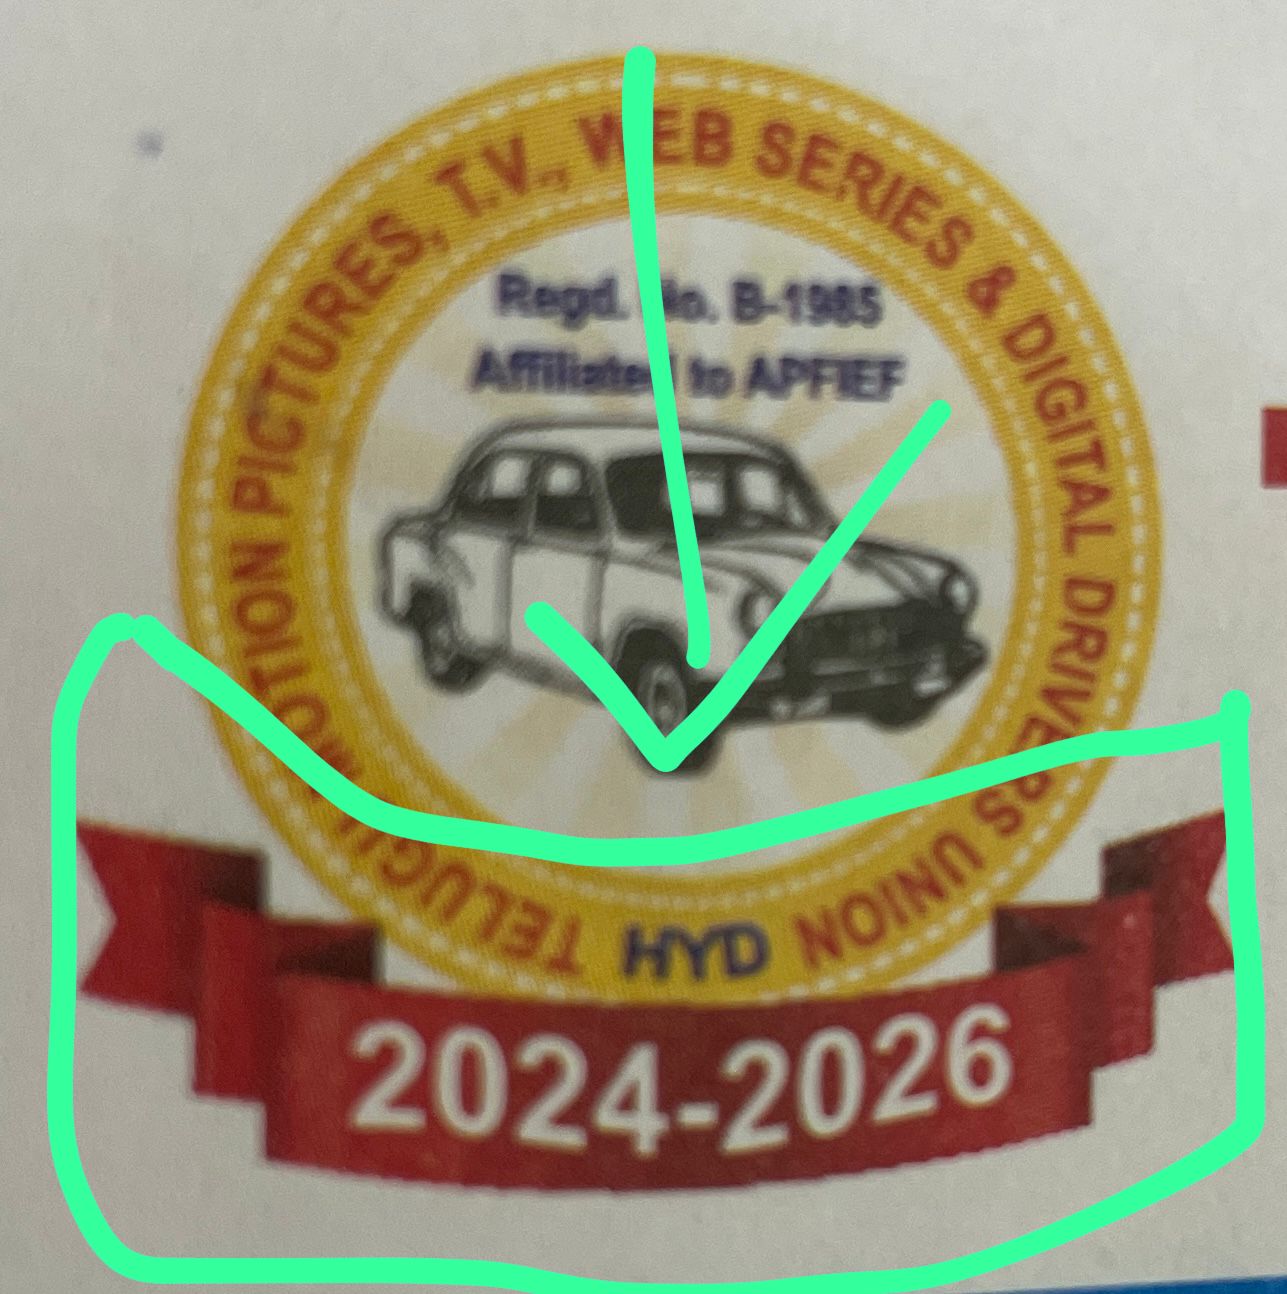 TELUGU MOTION PICTURES, T.V., WEB SERIES & DIGITAL DRIVERS UNION
Regd. No. B-1985
Affiliated to APFIEF
HYD
2024-2026